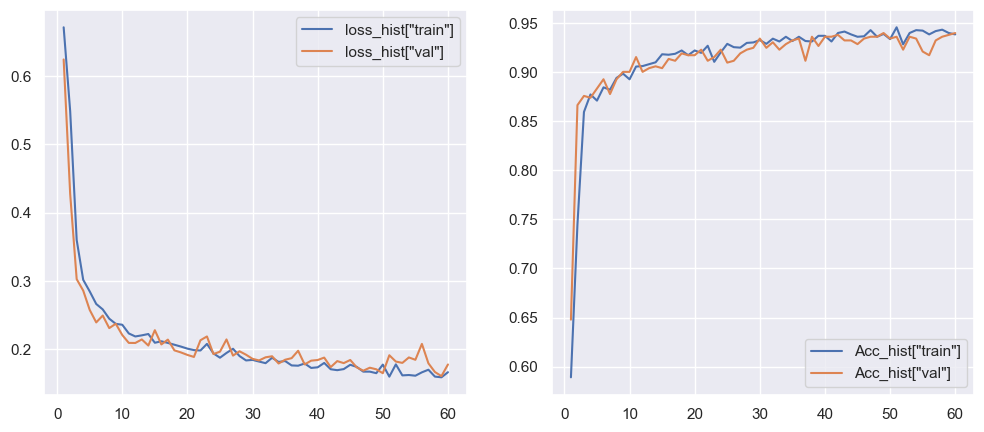 loss_hist["train"]
loss_hist["val"]
0.6
0.5
0.4
0.3
0.2
0 10 20 30 40 50 60
0.95
0.90
0.85
0.80
0.75
0.70
0.65
0.60
Acc_hist["train"]
Acc_hist["val"]
0 10 20 30 40 50 60